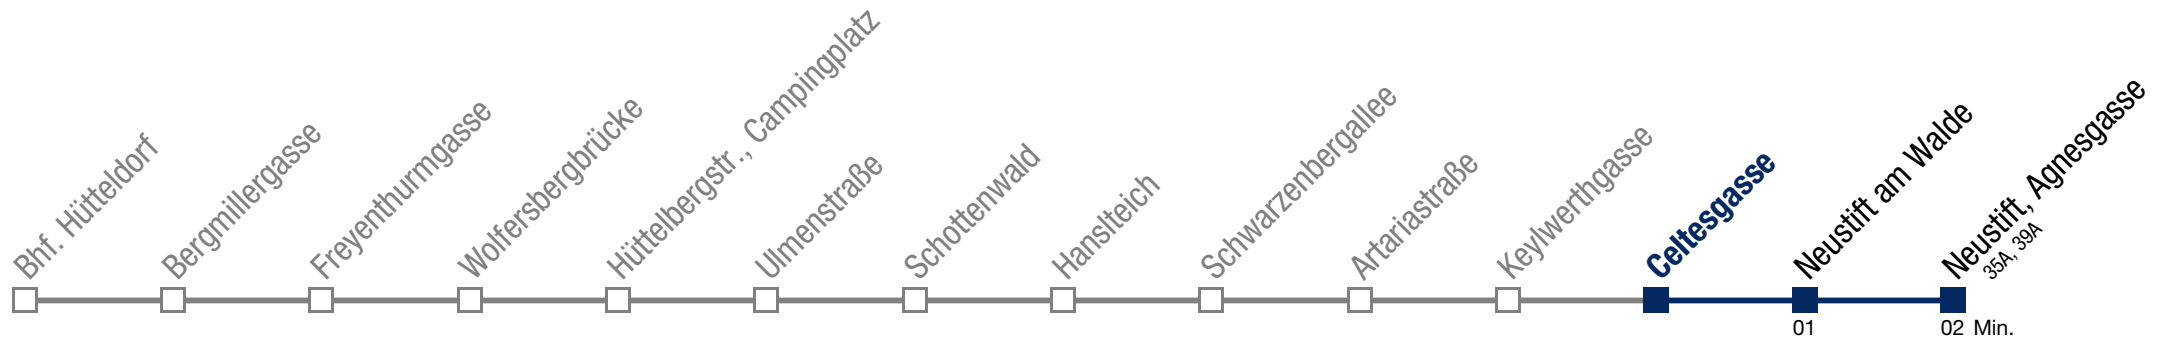 Bhf. Hütteldorf
Bergmillergasse
Freyenthurmgasse
Wolfersbergbrücke
Hüttelbergstr., Campingplatz
Ulmenstraße
Schottenwald
Hanslteich
Schwarzenbergallee
Artariastraße
Keylwerthgasse
Celtesgasse
Neustift am Walde
Neustift, Agnesgasse
35A, 39A
01
02 Min.